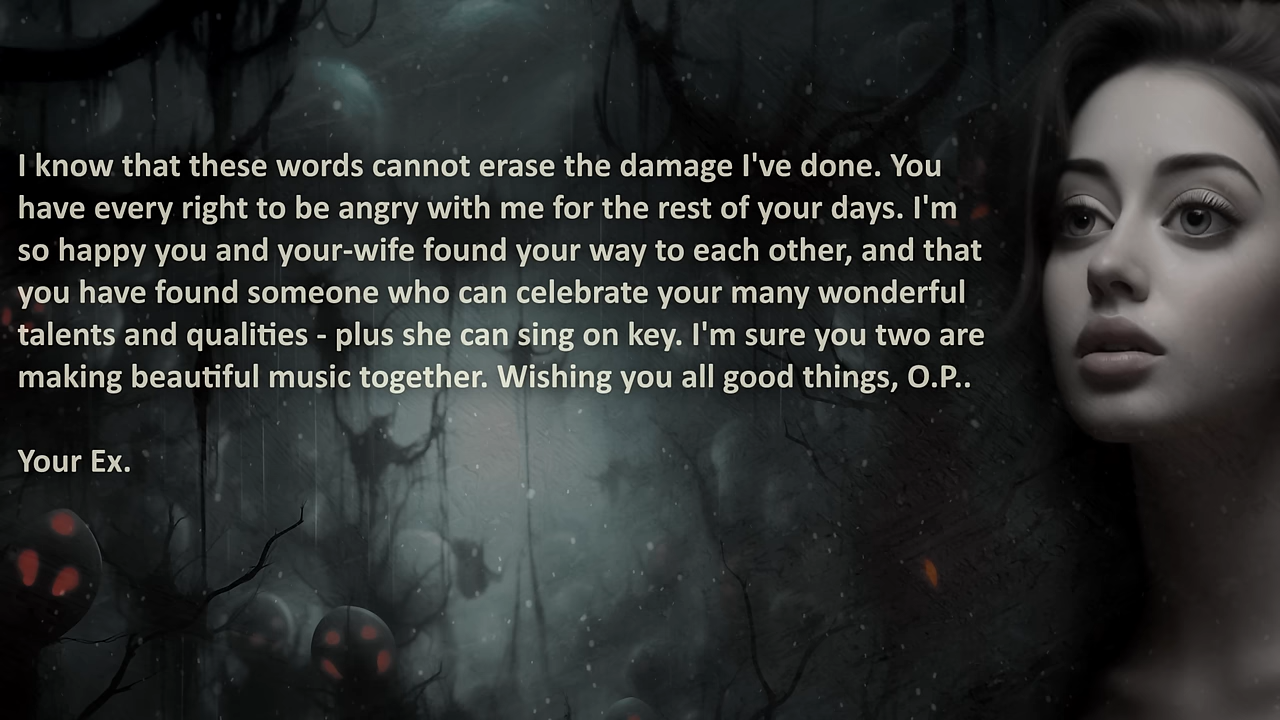 I know that these words cannot erase the damage I've done. You
have every right to be angry with me for the rest of your days. I'm
so happy you and your-wife found your way to each other, and that
you have found someone who can celebrate your many wonderful
talents and qualities - plus she can sing on key. I'm sure you two are
making beautiful music together. Wishing you all good things, O.P..
Your Ex.